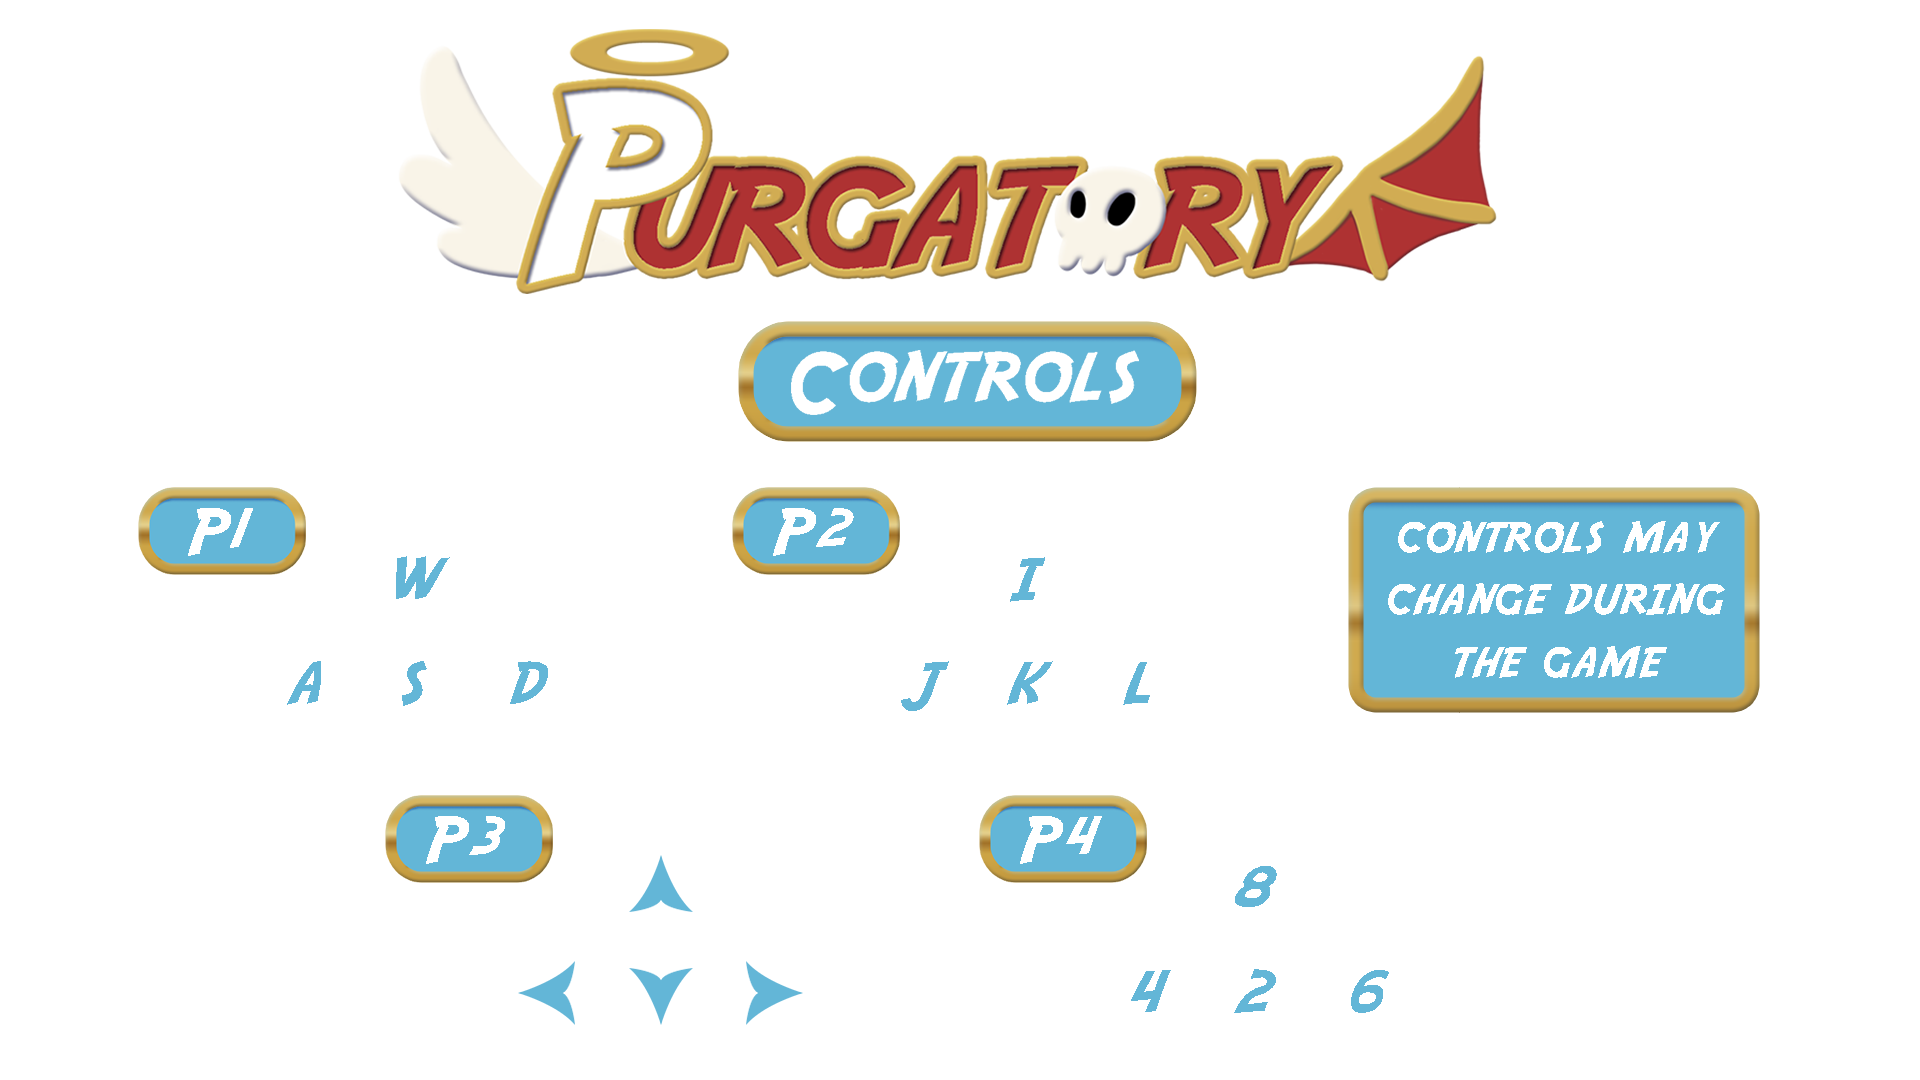 PURGATORY
CONTROLS
P1
W
A S D
P2
I
J K L
CONTROLS MAY
CHANGE DURING
THE GAME
P3
P4
8
4 2 6